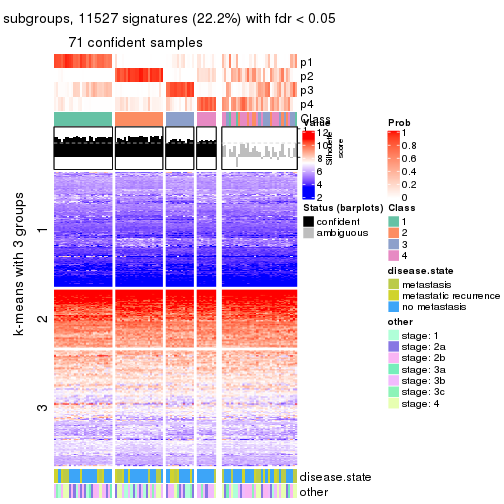 subgroups, 11527 signatures (22.2%) with fdr < 0.05
71 confident samples
p1
p2
p3
p4
Class
1
Silhouette
score
k-means with 3 groups
1
2
3
disease.state
other
Value
12
10
8
6
4
2
Status (barplots)
confident
ambiguous
Prob
1
0.8
0.6
0.4
0.2
0
Class
1
2
3
4
disease.state
metastasis
metastatic recurrence
no metastasis
other
stage: 1
stage: 2a
stage: 2b
stage: 3a
stage: 3b
stage: 3c
stage: 4